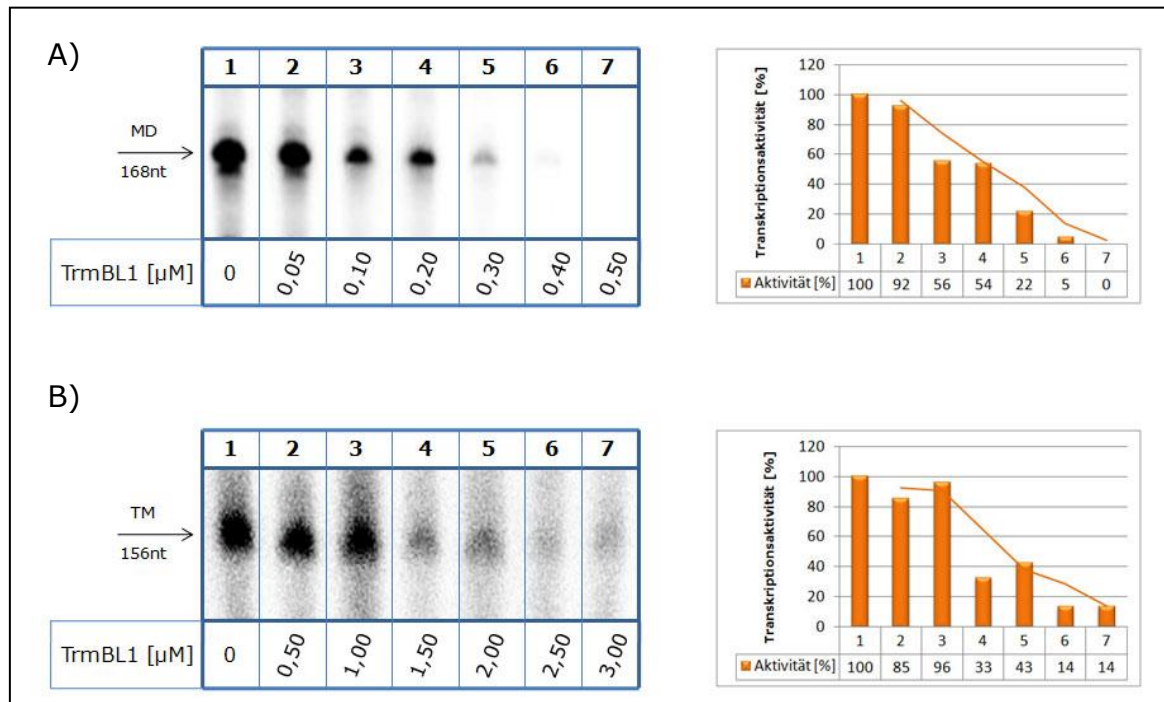 A)
1 2 3 4 5 6 7
MD
168nt
TrmBL1 [µM] 0 0,05 0,10 0,20 0,30 0,40 0,50
Transkriptionsaktivität [%]
120
100
80
60
40
20
0
1 2 3 4 5 6 7
Aktivität [%] 100 92 56 54 22 5 0
B)
1 2 3 4 5 6 7
TM
156nt
TrmBL1 [µM] 0 0,50 1,00 1,50 2,00 2,50 3,00
Transkriptionsaktivität [%]
120
100
80
60
40
20
0
1 2 3 4 5 6 7
Aktivität [%] 100 85 96 33 43 14 14